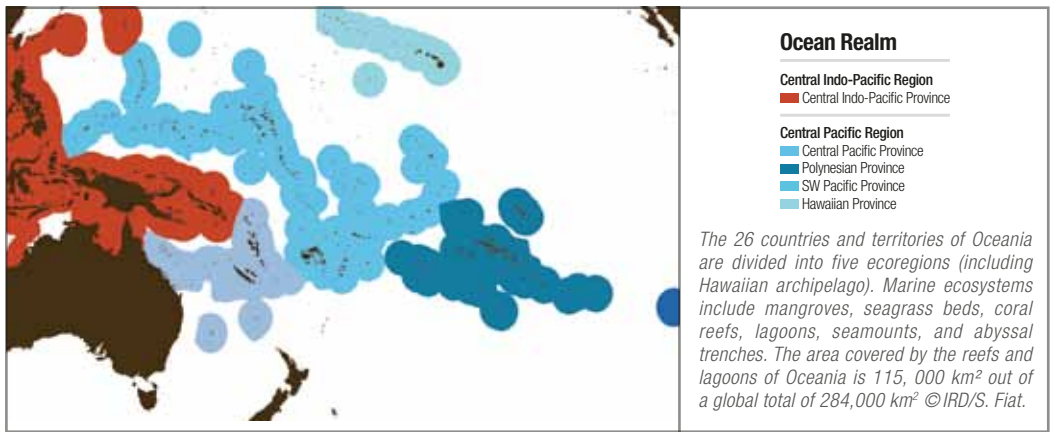 Ocean Realm
Central Indo-Pacific Region
Central Indo-Pacific Province
Central Pacific Region
Central Pacific Province
Polynesian Province
SW Pacific Province
Hawaiian Province
The 26 countries and territories of Oceania
are divided into five ecoregions (including
Hawaiian archipelago). Marine ecosystems
include mangroves, seagrass beds, coral
reefs, lagoons, seamounts, and abyssal
trenches. The area covered by the reefs and
lagoons of Oceania is 115, 000 km² out of
a global total of 284,000 km² © IRD/S. Fiat.